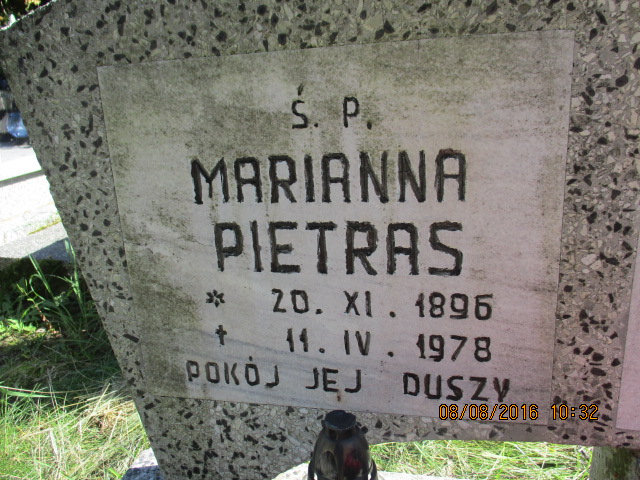 Ś. P.
MARIANNA
PIETRAS
* 20. XI. 1896
† 11. IV. 1978
POKÓJ JEJ DUSZY
08/08/2016 10:32